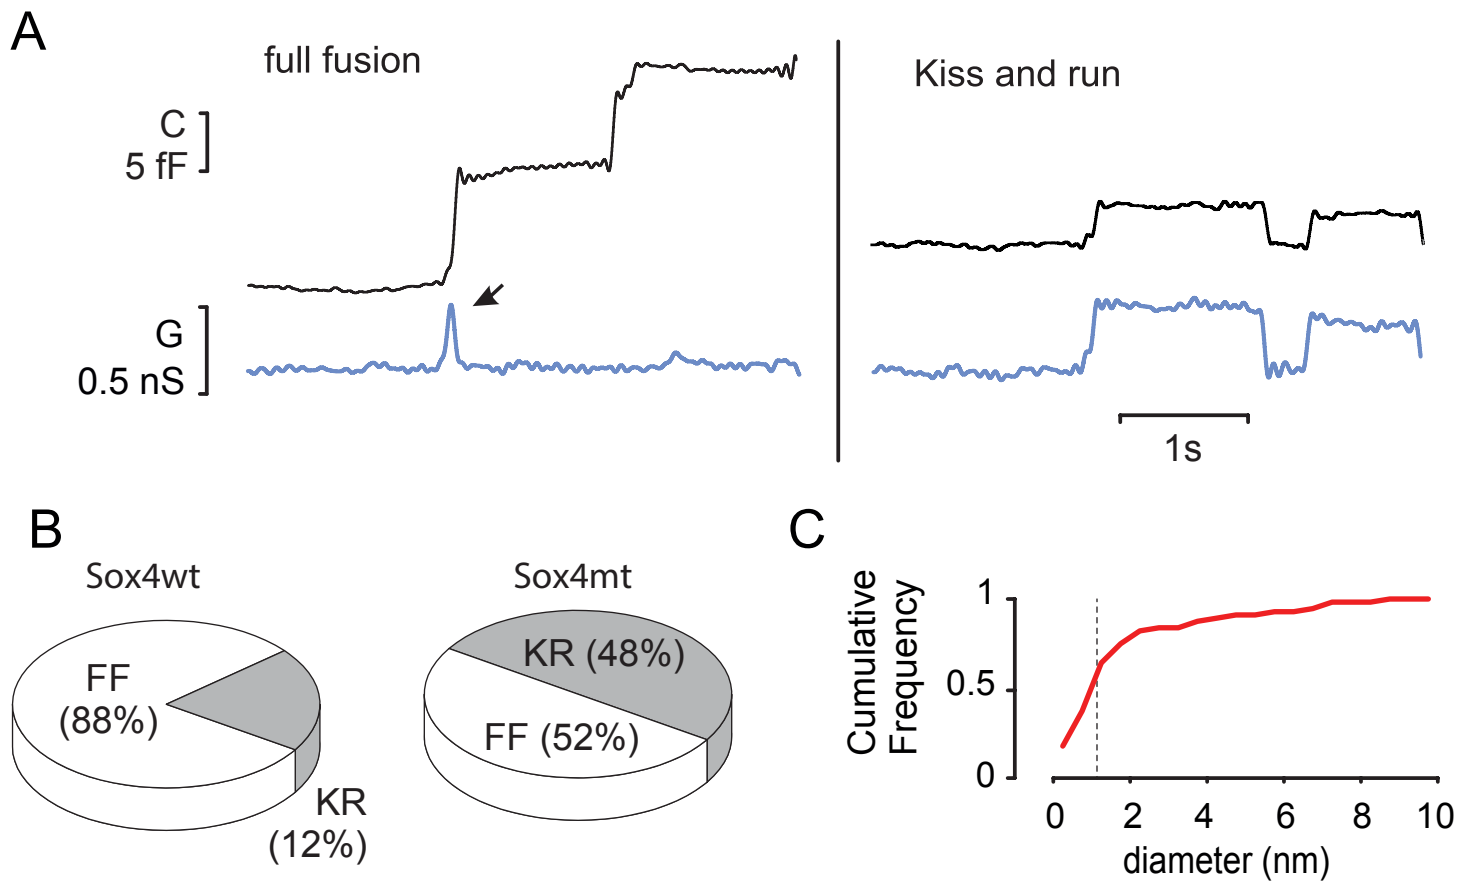 A
full fusion
Kiss and run
C
5 fF
G
0.5 nS
1s
B
Sox4wt
Sox4mt
FF
(88%)
KR
(12%)
KR (48%)
FF (52%)
C
Cumulative
Frequency
1
0.5
0
0 2 4 6 8 10
diameter (nm)